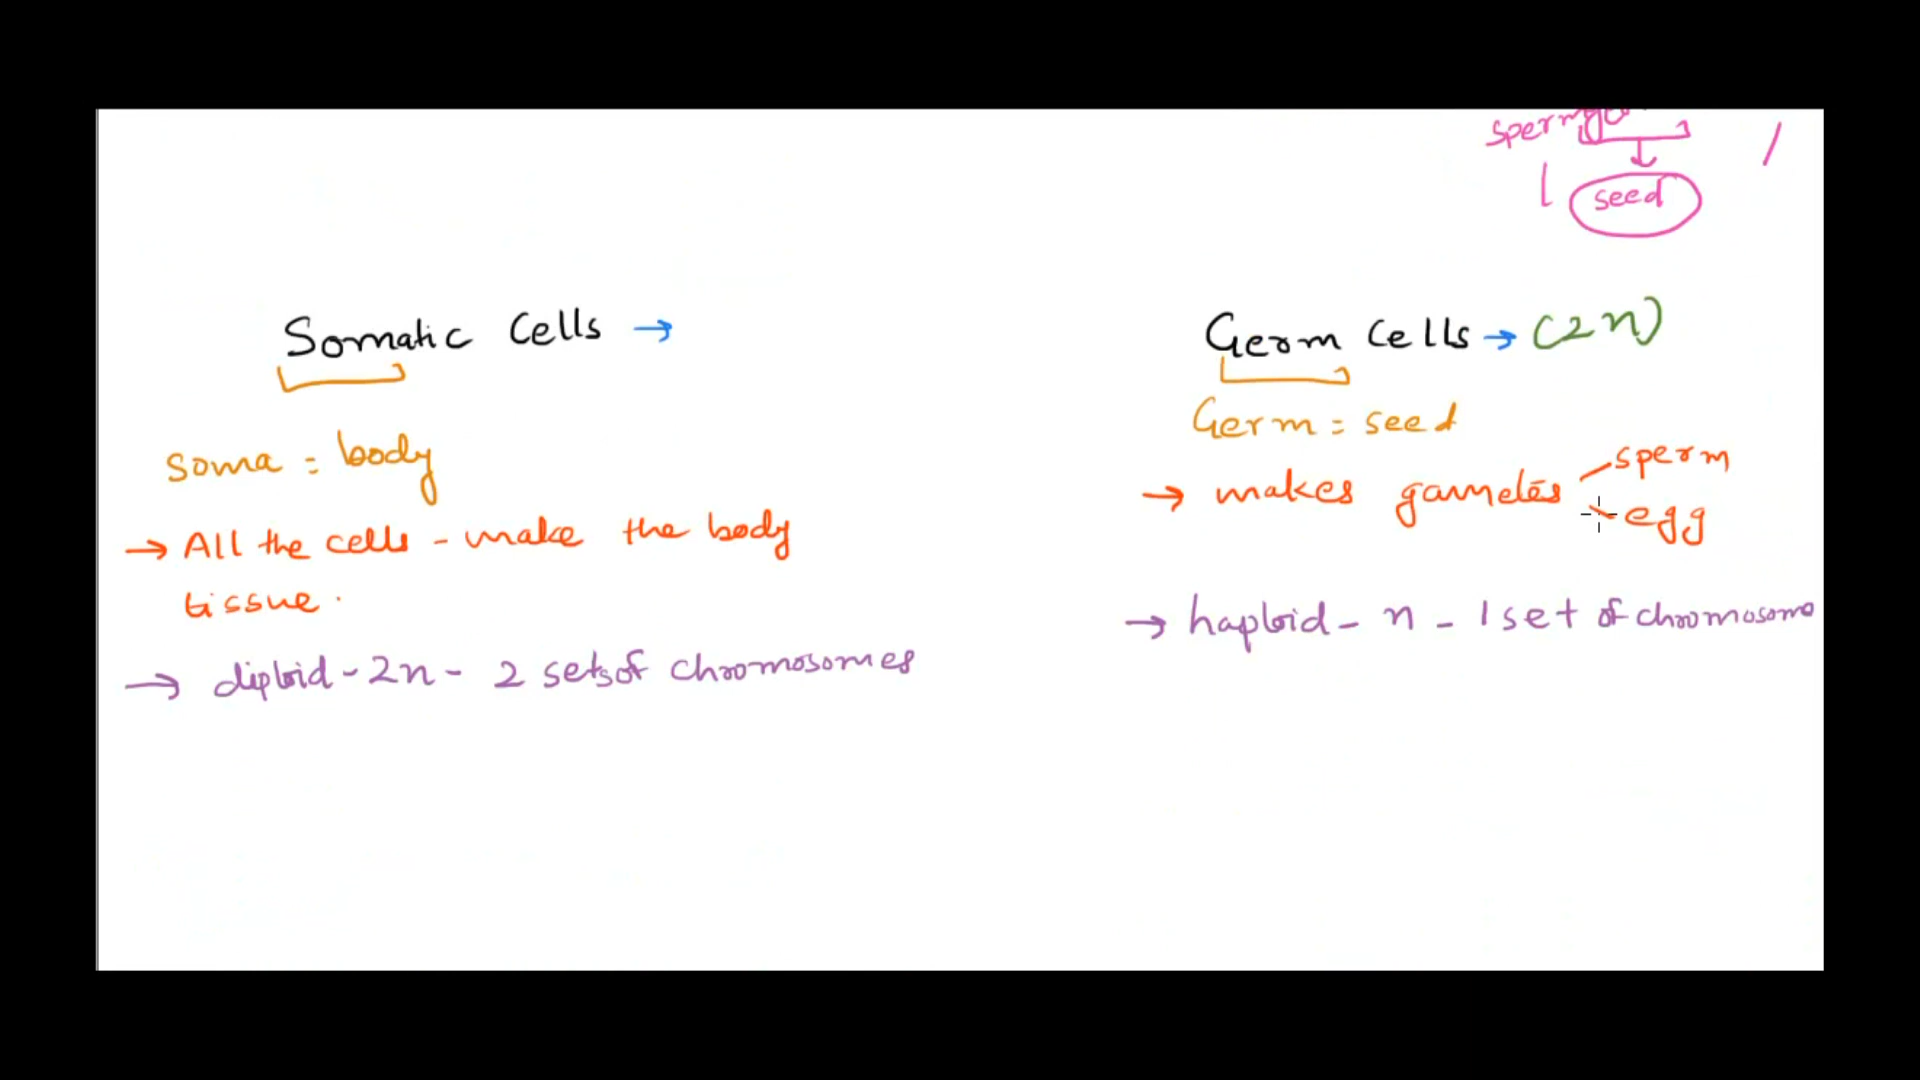 seed
Somatic Cells →
Germ Cells → (2n)
Soma = body
Germ = seed
→ All the cells - make the body
tissue.
→ makes gametes
sperm
egg
→ diploid - 2n - 2 sets of chromosomes
→ haploid - n - 1 set of chromosome